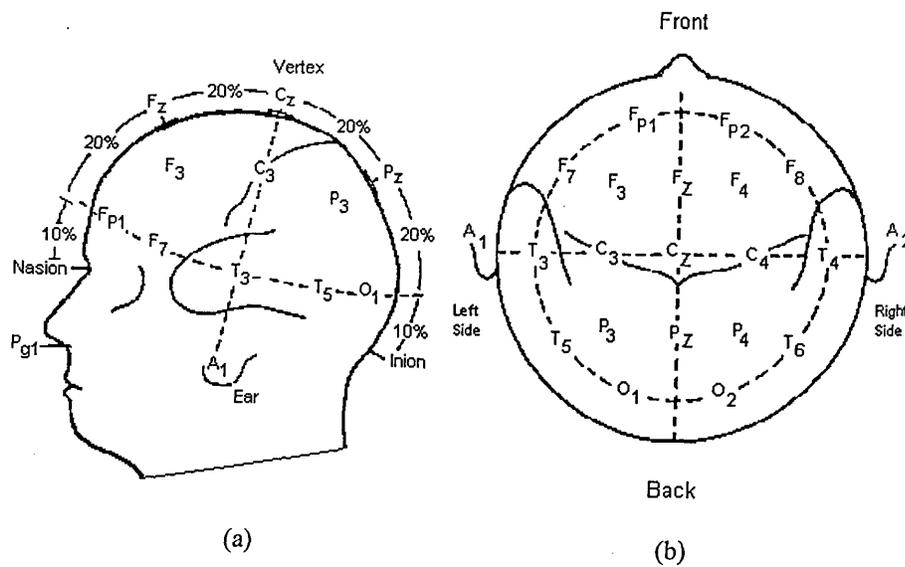 Vertex
20% Cz 20%
Fz
20%
20%
F3
C3
Pz
P3
Fp1
10%
F7
20%
Nasion
T3
T5
O1
10%
Pg1
A1
Inion
Ear
(a)
Front
Fp1
Fp2
F7
F3
Fz
F4
F8
A1
T3
C3
Cz
C4
T4
A2
Left
Side
Right
Side
T5
P3
Pz
P4
T6
O1
O2
Back
(b)